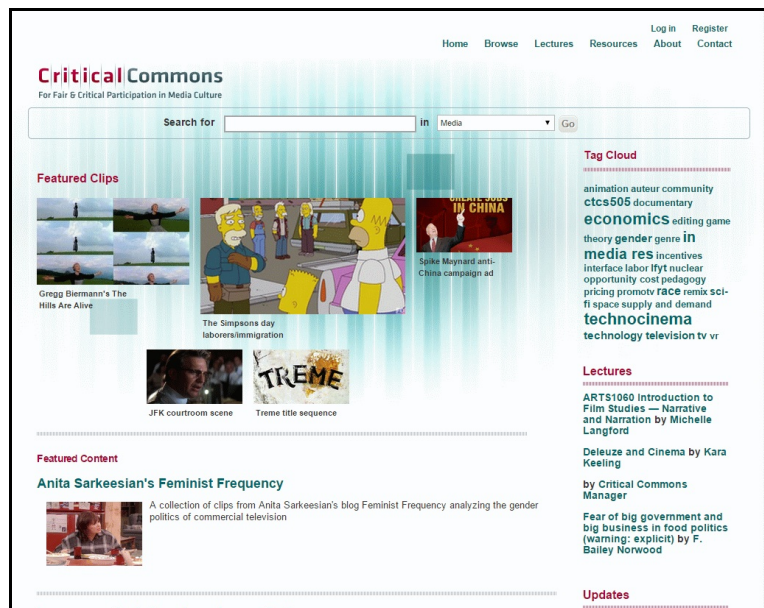 Log in Register
Home Browse Lectures Resources About Contact
CriticalCommons
For Fair & Critical Participation in Media Culture
Search for in Media Go
Featured Clips
CREATE JOBS
IN CHINA
Gregg Biermann's The
Hills Are Alive
The Simpsons day
laborers/immigration
Spike Maynard anti-
China campaign ad
TREME
JFK courtroom scene
Treme title sequence
Featured Content
Anita Sarkeesian's Feminist Frequency
A collection of clips from Anita Sarkeesian's blog Feminist Frequency analyzing the gender
politics of commercial television
Tag Cloud
animation auteur community
ctcs505 documentary
economics editing game
theory gender genre in
media res incentives
interface labor lfyt nuclear
opportunity cost pedagogy
pricing promotv race remix sci-
fi space supply and demand
technocinema
technology television tv vr
Lectures
ARTS1060 Introduction to
Film Studies — Narrative
and Narration by Michelle
Langford
Deleuze and Cinema by Kara
Keeling
by Critical Commons
Manager
Fear of big government and
big business in food politics
(warning: explicit) by F.
Bailey Norwood
Updates